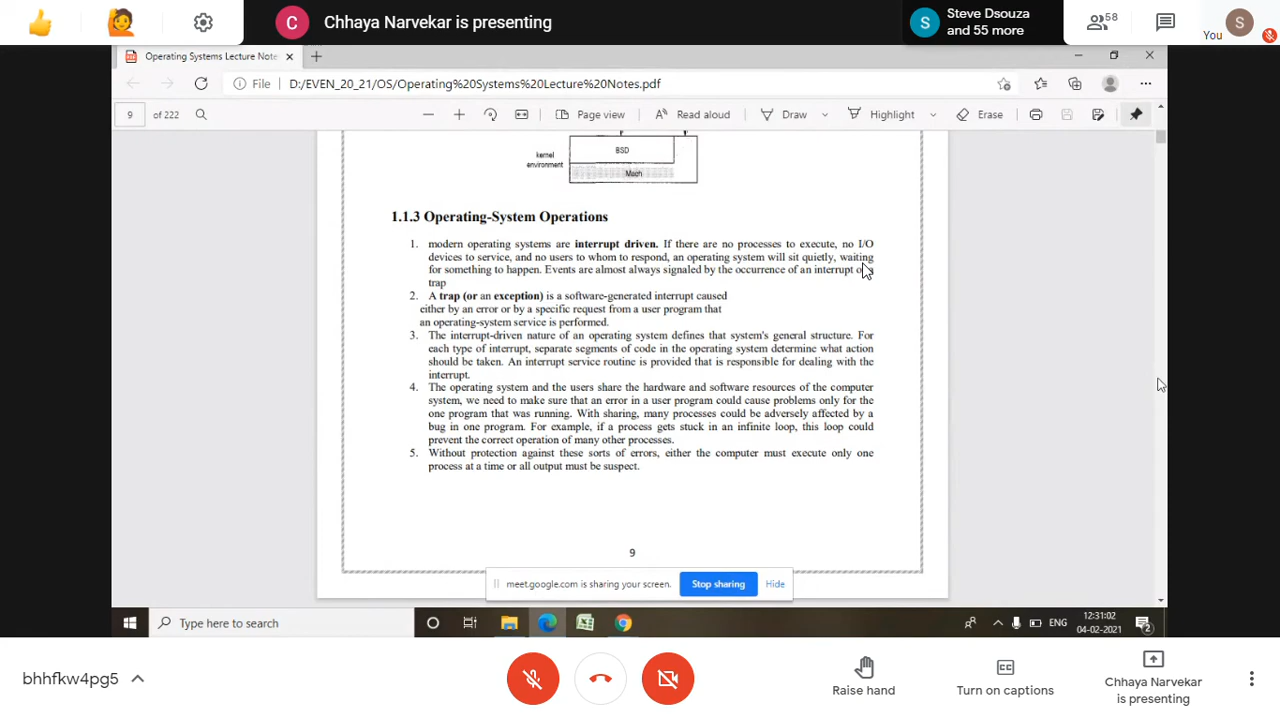 C
Chhaya Narvekar is presenting
S
Steve Dsouza
and 55 more
58
You
S
Operating Systems Lecture Note
File
D:/EVEN_20_21/OS/Operating%20Systems%20Lecture%20Notes.pdf
9
of 222
Page view
Read aloud
Draw
Highlight
Erase
kernel
environment
BSD
Mach
1.1.3 Operating-System Operations
1. modern operating systems are interrupt driven. If there are no processes to execute, no I/O
devices to service, and no users to whom to respond, an operating system will sit quietly, waiting
for something to happen. Events are almost always signaled by the occurrence of an interrupt
trap
2. A trap (or an exception) is a software-generated interrupt caused
either by an error or by a specific request from a user program that
an operating-system service is performed.
3. The interrupt-driven nature of an operating system defines that system's general structure. For
each type of interrupt, separate segments of code in the operating system determine what action
should be taken. An interrupt service routine is provided that is responsible for dealing with the
interrupt.
4. The operating system and the users share the hardware and software resources of the computer
system, we need to make sure that an error in a user program could cause problems only for the
one program that was running. With sharing, many processes could be adversely affected by a
bug in one program. For example, if a process gets stuck in an infinite loop, this loop could
prevent the correct operation of many other processes.
5. Without protection against these sorts of errors, either the computer must execute only one
process at a time or all output must be suspect.
9
meet.google.com is sharing your screen.
Stop sharing
Hide
Type here to search
ENG
12:31:02
04-02-2021
2
bhhfkw4pg5
Raise hand
CC
Turn on captions
Chhaya Narvekar
is presenting